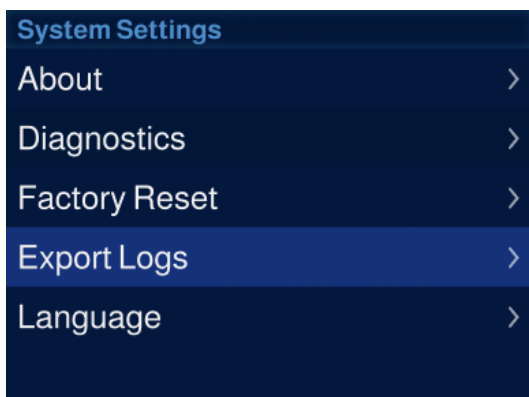 System Settings
About
Diagnostics
Factory Reset
Export Logs
Language